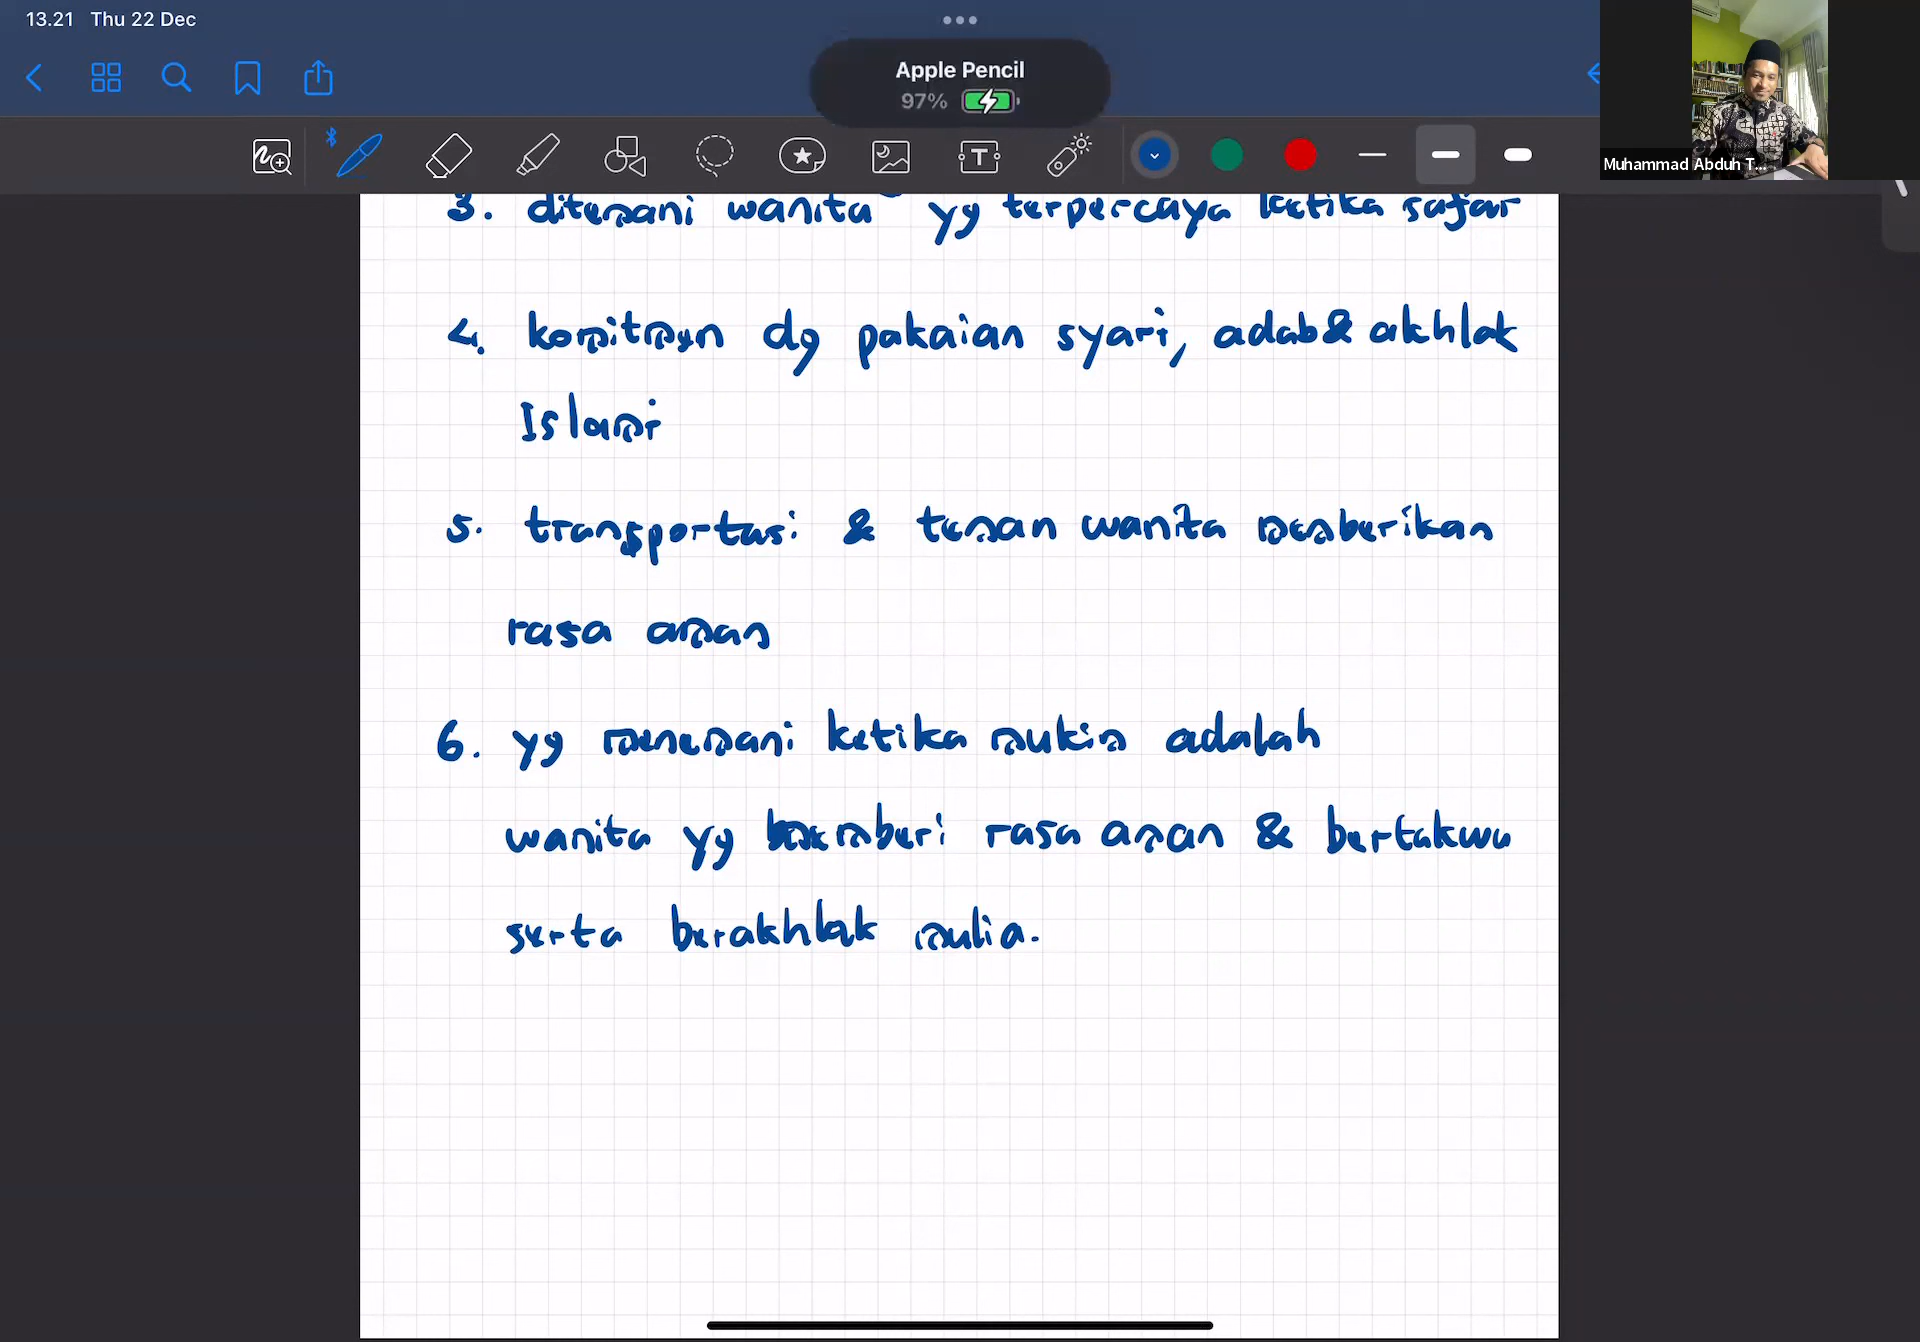 13.21 Thu 22 Dec
Apple Pencil
97%
T
Muhammad Abduh T...
3. ditemani wanita yg terpercaya ketika safar
4. komitmen dg pakaian syari, adab & akhlak
Islami
5. transportasi & teman wanita memberikan
rasa aman
6. yg menemani ketika mukim adalah
wanita yg memberi rasa aman & bertakwa
serta berakhlak mulia.